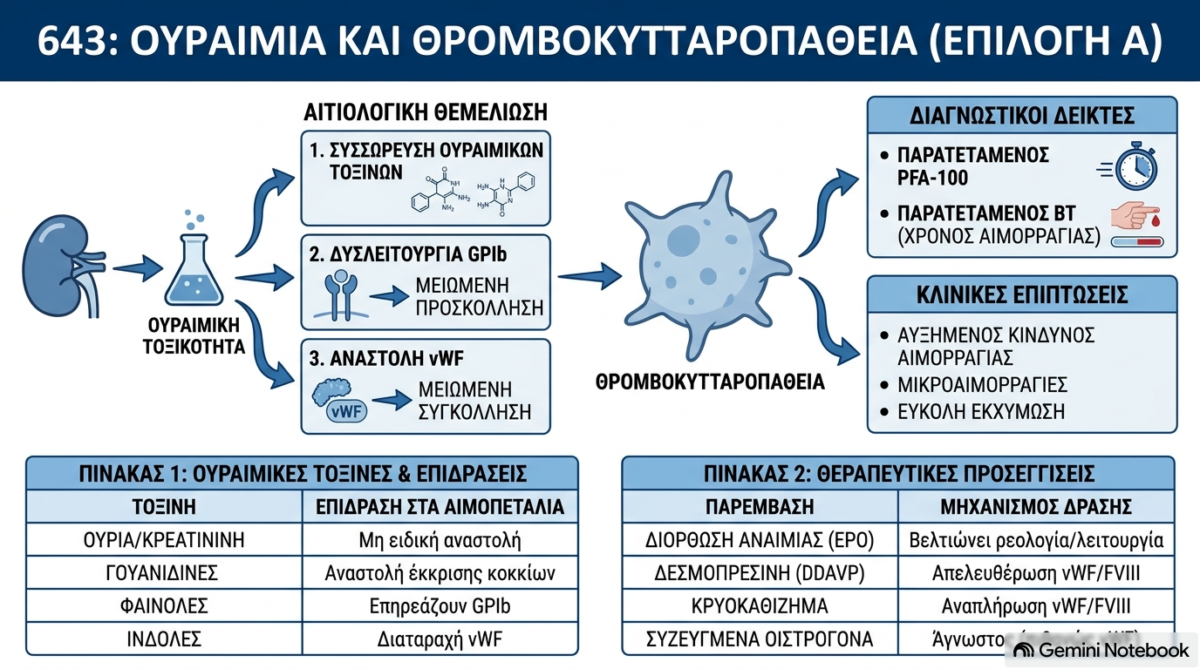 643: ΟΥΡΑΙΜΙΑ ΚΑΙ ΘΡΟΜΒΟΚΥΤΤΑΡΟΠΑΘΕΙΑ (ΕΠΙΛΟΓΗ Α)
ΟΥΡΑΙΜΙΚΗ
ΤΟΞΙΚΟΤΗΤΑ
ΑΙΤΙΟΛΟΓΙΚΗ ΘΕΜΕΛΙΩΣΗ
1. ΣΥΣΣΩΡΕΥΣΗ ΟΥΡΑΙΜΙΚΩΝ
ΤΟΞΙΝΩΝ
2. ΔΥΣΛΕΙΤΟΥΡΓΙΑ GPIb
ΜΕΙΩΜΕΝΗ
ΠΡΟΣΚΟΛΛΗΣΗ
3. ΑΝΑΣΤΟΛΗ vWF
vWF
ΜΕΙΩΜΕΝΗ
ΣΥΓΚΟΛΛΗΣΗ
ΘΡΟΜΒΟΚΥΤΤΑΡΟΠΑΘΕΙΑ
ΔΙΑΓΝΩΣΤΙΚΟΙ ΔΕΙΚΤΕΣ
• ΠΑΡΑΤΕΤΑΜΕΝΟΣ
PFA-100
• ΠΑΡΑΤΕΤΑΜΕΝΟΣ BT
(ΧΡΟΝΟΣ ΑΙΜΟΡΡΑΓΙΑΣ)
ΚΛΙΝΙΚΕΣ ΕΠΙΠΤΩΣΕΙΣ
• ΑΥΞΗΜΕΝΟΣ ΚΙΝΔΥΝΟΣ
ΑΙΜΟΡΡΑΓΙΑΣ
• ΜΙΚΡΟΑΙΜΟΡΡΑΓΙΕΣ
• ΕΥΚΟΛΗ ΕΚΧΥΜΩΣΗ
ΠΙΝΑΚΑΣ 1: ΟΥΡΑΙΜΙΚΕΣ ΤΟΞΙΝΕΣ & ΕΠΙΔΡΑΣΕΙΣ
ΤΟΞΙΝΗ ΕΠΙΔΡΑΣΗ ΣΤΑ ΑΙΜΟΠΕΤΑΛΙΑ
ΟΥΡΙΑ/ΚΡΕΑΤΙΝΙΝΗ Μη ειδική αναστολή
ΓΟΥΑΝΙΔΙΝΕΣ Αναστολή έκκρισης κοκκίων
ΦΑΙΝΟΛΕΣ Επηρεάζουν GPIb
ΙΝΔΟΛΕΣ Διαταραχή vWF
ΠΙΝΑΚΑΣ 2: ΘΕΡΑΠΕΥΤΙΚΕΣ ΠΡΟΣΕΓΓΙΣΕΙΣ
ΠΑΡΕΜΒΑΣΗ ΜΗΧΑΝΙΣΜΟΣ ΔΡΑΣΗΣ
ΔΙΟΡΘΩΣΗ ΑΝΑΙΜΙΑΣ (EPO) Βελτιώνει ρεολογία/λειτουργία
ΔΕΣΜΟΠΡΕΣΙΝΗ (DDAVP) Απελευθέρωση vWF/FVIII
ΚΡΥΟΚΑΘΙΖΗΜΑ Αναπλήρωση vWF/FVIII
ΣΥΖΕΥΓΜΕΝΑ ΟΙΣΤΡΟΓΟΝΑ
Gemini Notebook